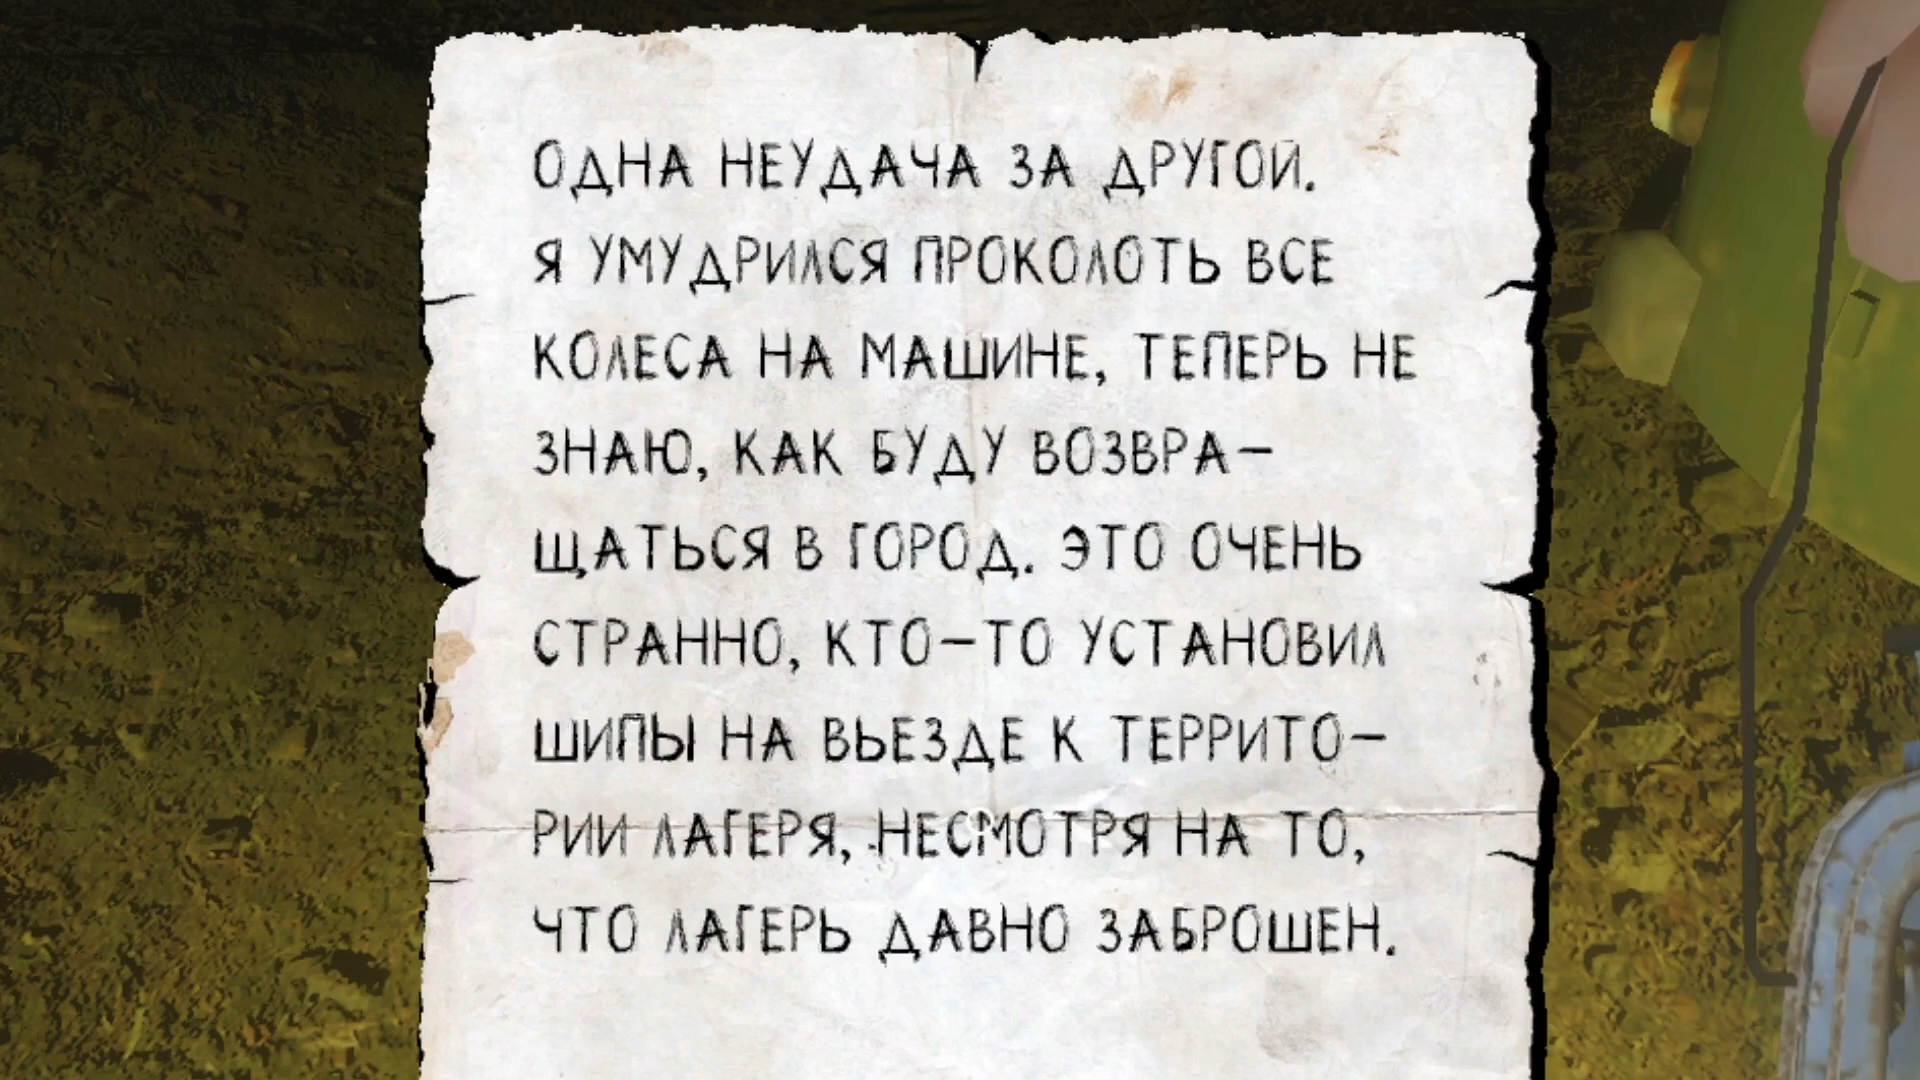 ОДНА НЕУДАЧА ЗА ДРУГОЙ.
Я УМУДРИЛСЯ ПРОКОЛОТЬ ВСЕ
КОЛЕСА НА МАШИНЕ, ТЕПЕРЬ НЕ
ЗНАЮ, КАК БУДУ ВОЗВРА-
ЩАТЬСЯ В ГОРОД. ЭТО ОЧЕНЬ
СТРАННО, КТО-ТО УСТАНОВИЛ
ШИПЫ НА ВЬЕЗДЕ К ТЕРРИТО-
РИИ ЛАГЕРЯ, НЕСМОТРЯ НА ТО,
ЧТО ЛАГЕРЬ ДАВНО ЗАБРОШЕН.